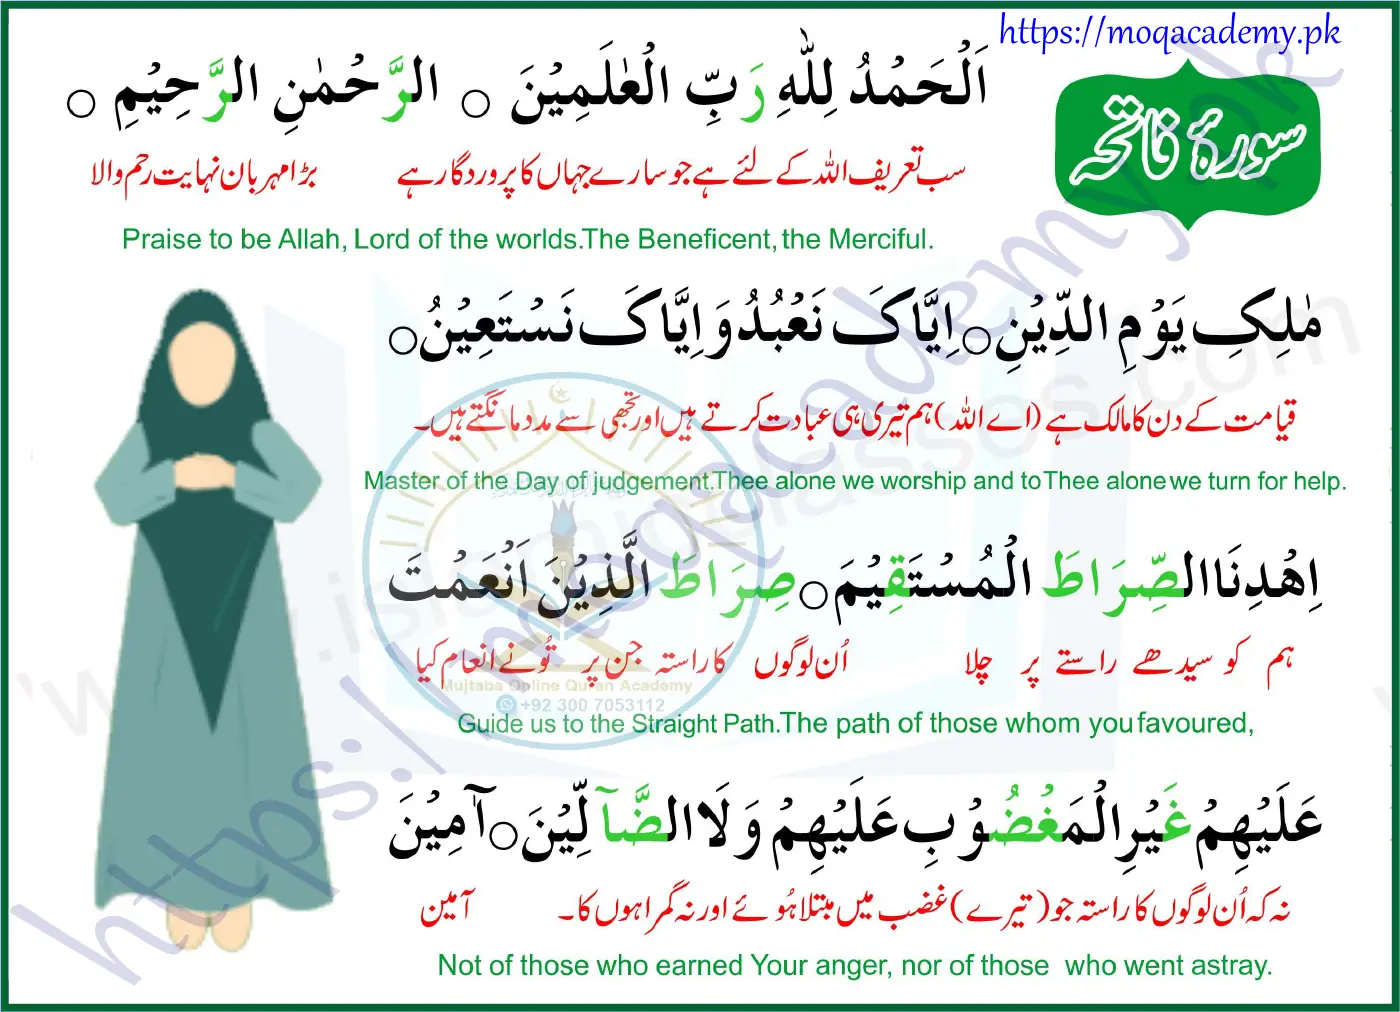 https://moqacademy.pk
سورۂ فاتحہ
اَلْحَمْدُ لِلّٰهِ رَبِّ الْعٰلَمِيْنَ ○ الرَّحْمٰنِ الرَّحِيْمِ ○
سب تعریف اللہ کے لئے ہے جو سارے جہاں کا پروردگار ہے بڑا مہربان نہایت رحم والا
Praise to be Allah, Lord of the worlds.The Beneficent, the Merciful.
مٰلِكِ يَوْمِ الدِّيْنِ ○ اِيَّاكَ نَعْبُدُ وَ اِيَّاكَ نَسْتَعِيْنُ ○
قیامت کے دن کا مالک ہے (اے اللہ) ہم تیری ہی عبادت کرتے ہیں اور تجھی سے مدد مانگتے ہیں۔
Master of the Day of judgement.Thee alone we worship and to Thee alone we turn for help.
اِهْدِنَا الصِّرَاطَ الْمُسْتَقِيْمَ ○ صِرَاطَ الَّذِيْنَ اَنْعَمْتَ
ہم کو سیدھے راستے پر چلا اُن لوگوں کا راستہ جن پر تُو نے انعام کیا
Mujtaba Online Quran Academy
+92 300 7053112
Guide us to the Straight Path.The path of those whom you favoured,
عَلَيْهِمْ غَيْرِ الْمَغْضُوْبِ عَلَيْهِمْ وَلَا الضَّآلِّيْنَ ○ آمِيْنَ
نہ کہ اُن لوگوں کا راستہ جو (تیرے) غضب میں مبتلا ہُوئے اور نہ گمراہوں کا۔ آمین
Not of those who earned Your anger, nor of those who went astray.
https://moqacademy.pk